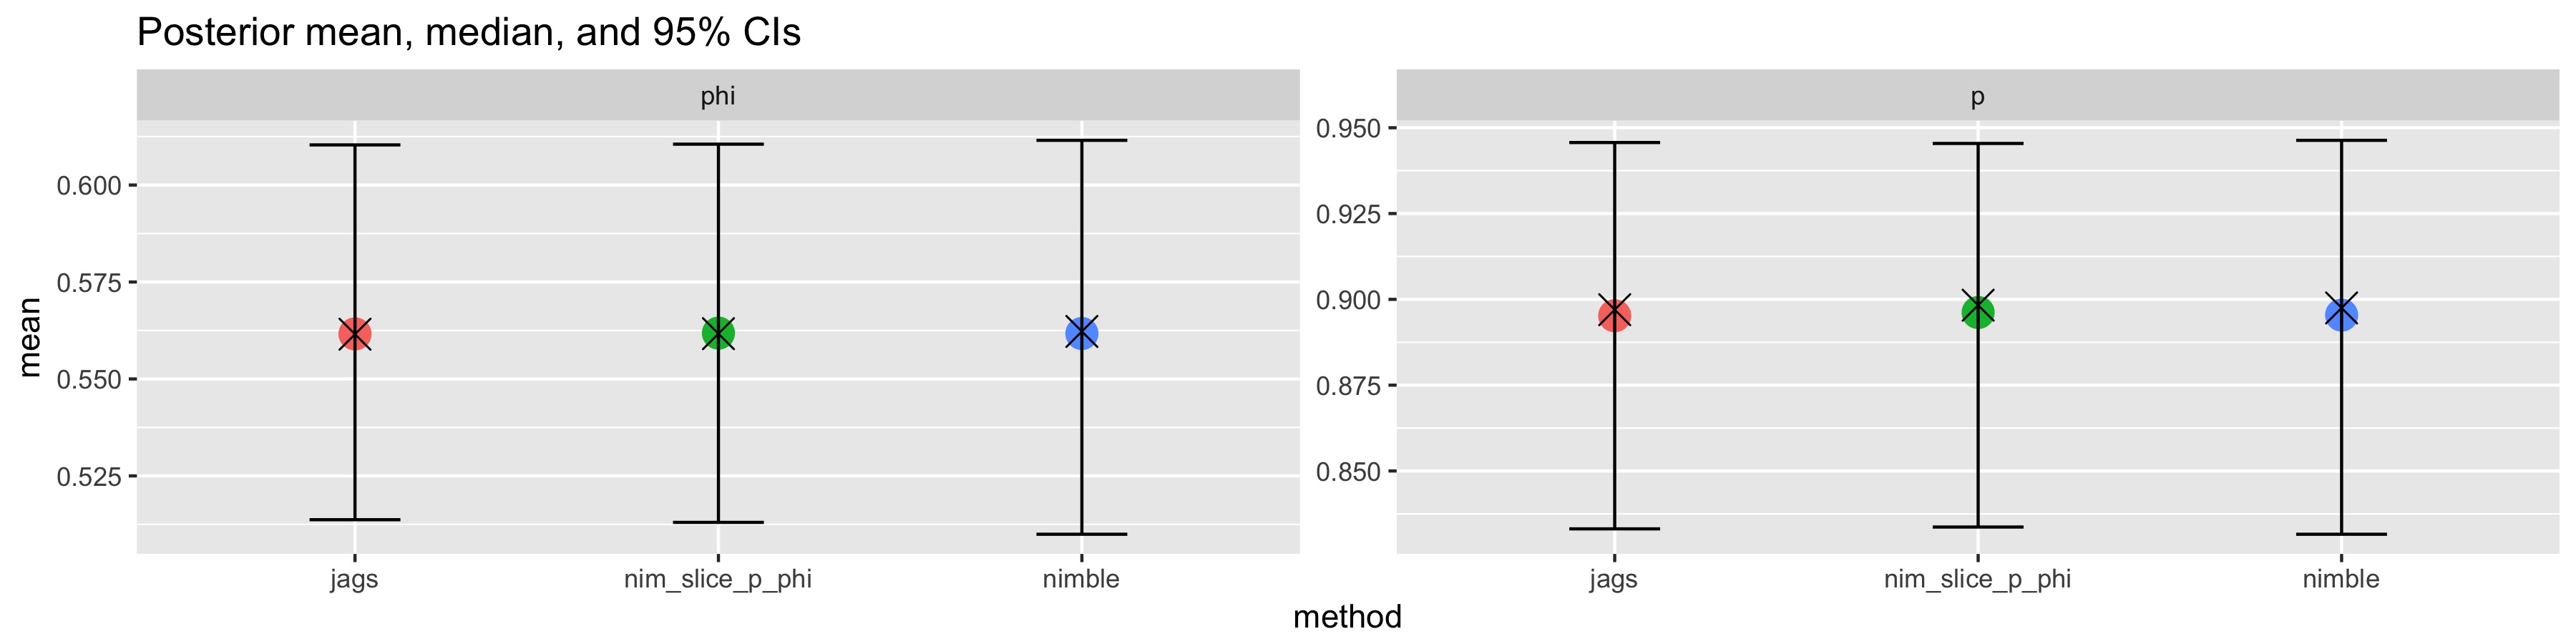 Posterior mean, median, and 95% CIs
phi
p
mean
0.600
0.575
0.550
0.525
0.950
0.925
0.900
0.875
0.850
jags
nim_slice_p_phi
nimble
jags
nim_slice_p_phi
nimble
method